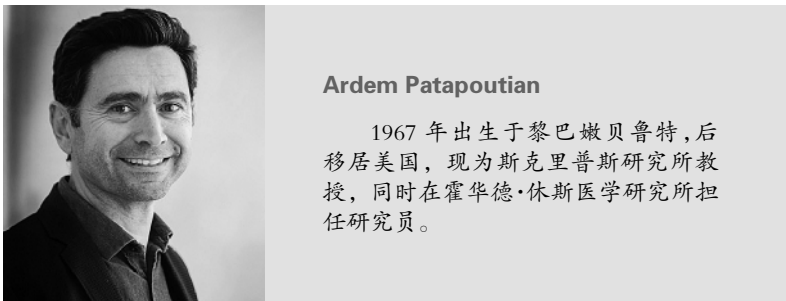 Ardem Patapoutian
1967 年出生于黎巴嫩贝鲁特,后
移居美国，现为斯克里普斯研究所教
授，同时在霍华德·休斯医学研究所担
任研究员。